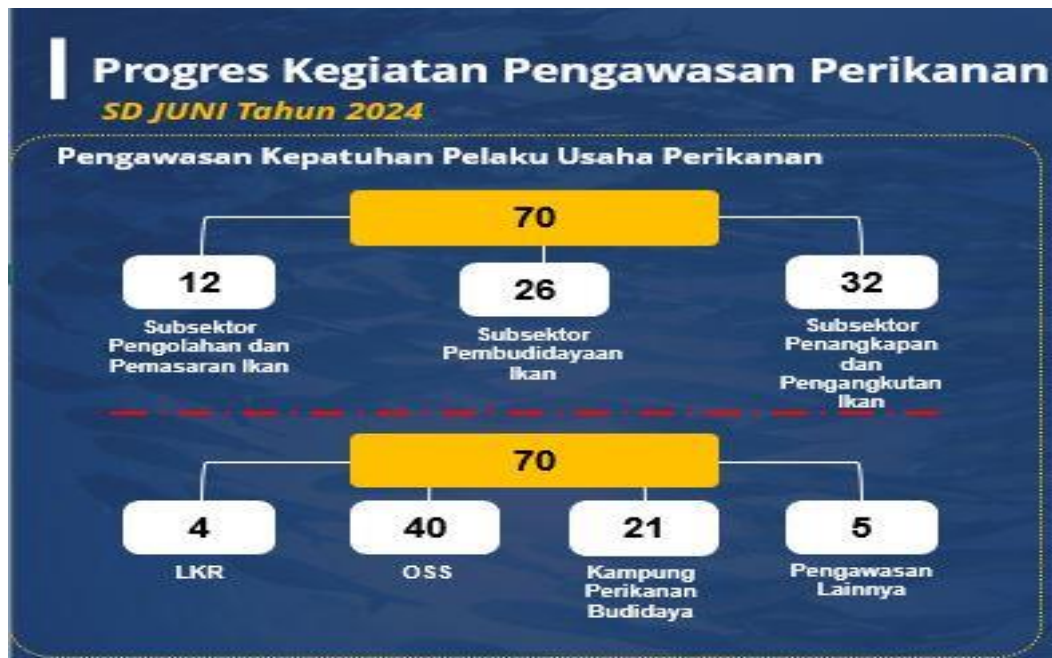 Progres Kegiatan Pengawasan Perikanan
SD JUNI Tahun 2024
Pengawasan Kepatuhan Pelaku Usaha Perikanan
70
12
Subsektor
Pengolahan dan
Pemasaran Ikan
26
Subsektor
Pembudidayaan
Ikan
32
Subsektor
Penangkapan
dan
Pengangkutan
Ikan
70
4
LKR
40
OSS
21
Kampung
Perikanan
Budidaya
5
Pengawasan
Lainnya